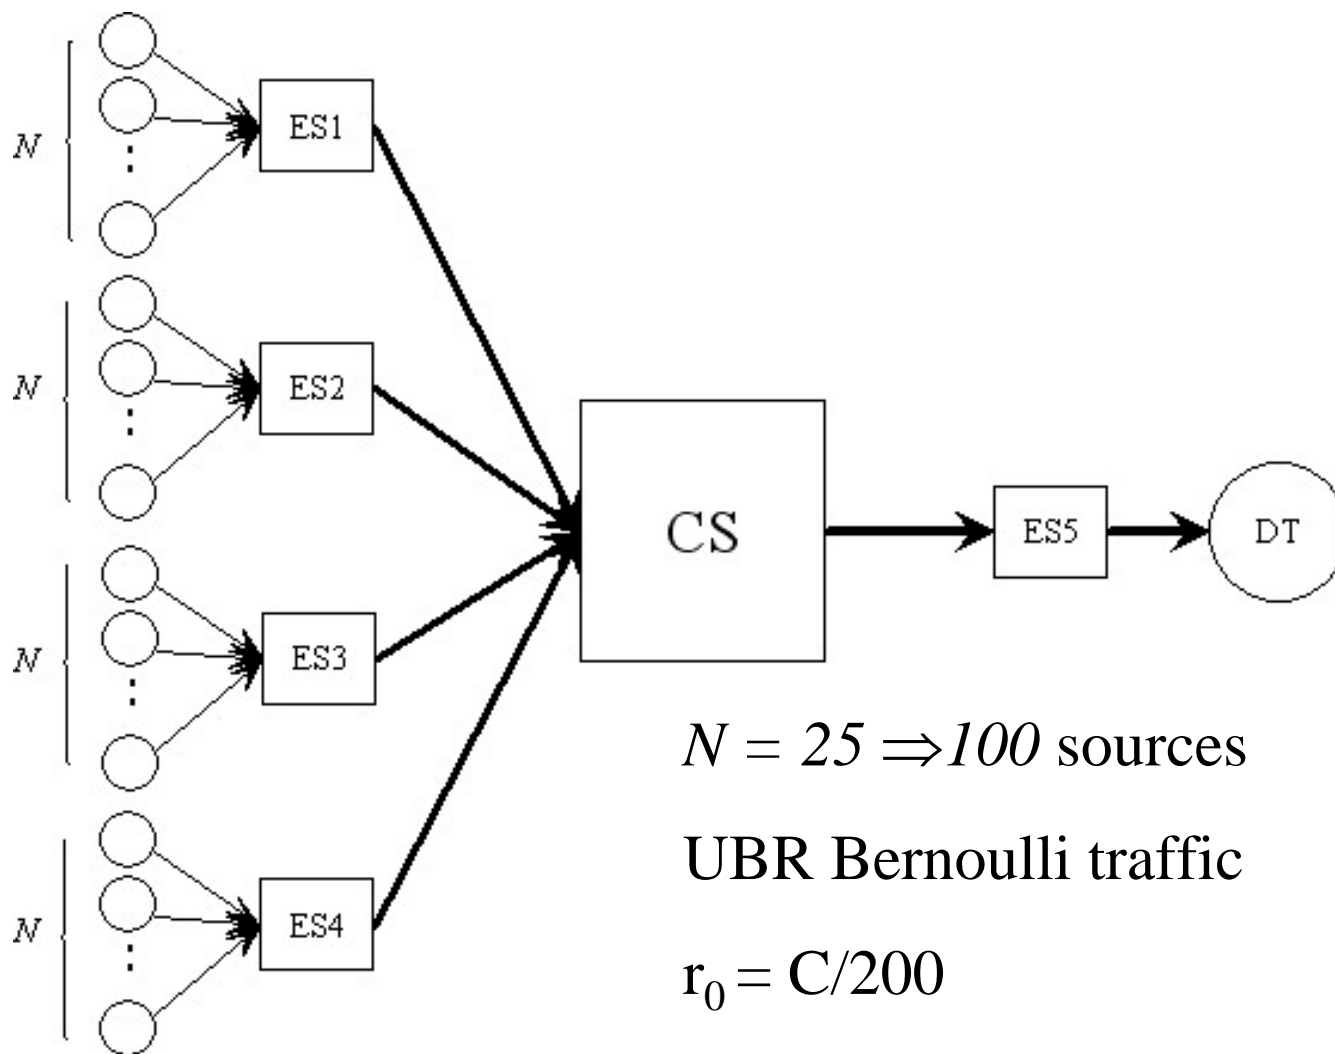 N
ES1
N
ES2
CS
ES5
DT
N
ES3
N
ES4
N = 25 ⇒100 sources
UBR Bernoulli traffic
r₀ = C/200